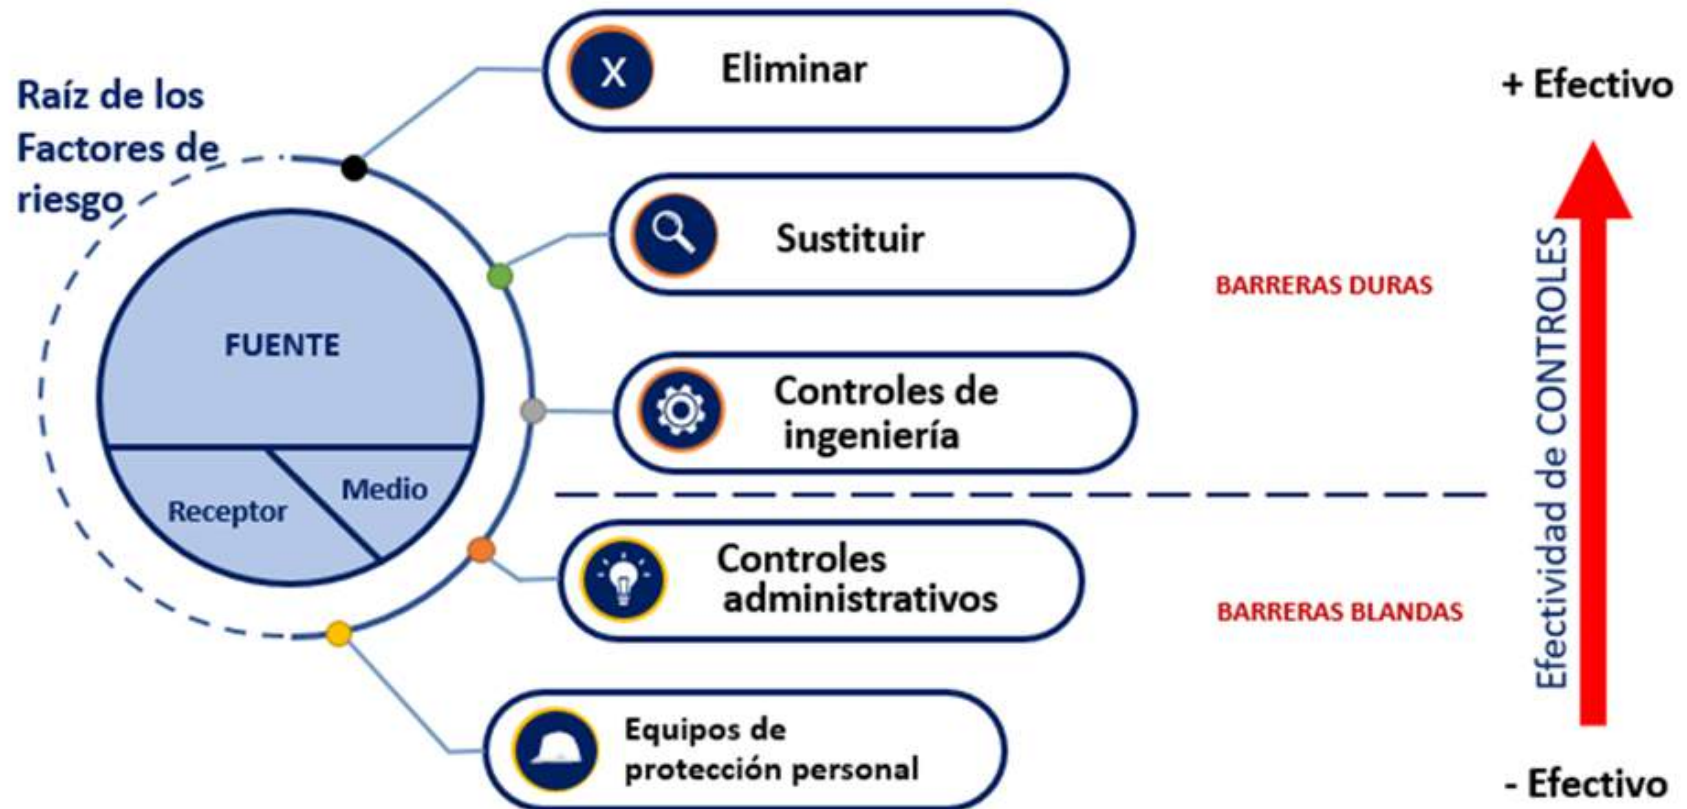 Raíz de los
Factores de
riesgo
FUENTE
Receptor
Medio
X
Eliminar
Sustituir
Controles de
ingeniería
Controles
administrativos
Equipos de
protección personal
BARRERAS DURAS
BARRERAS BLANDAS
+ Efectivo
Efectividad de CONTROLES
- Efectivo